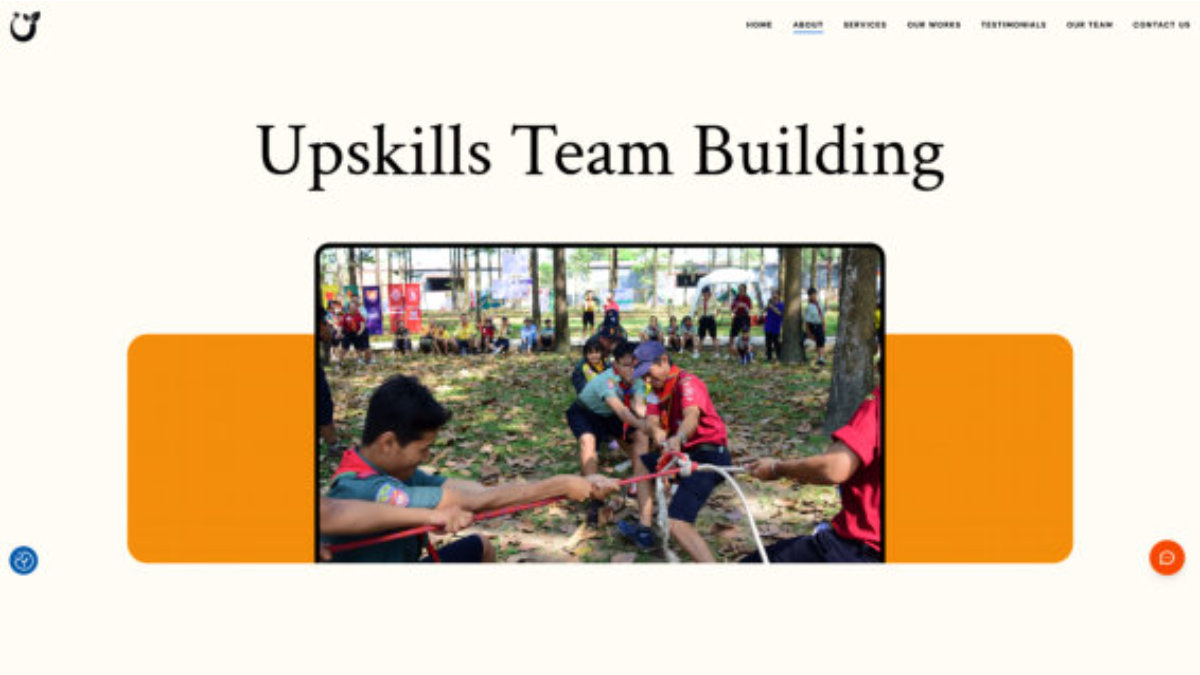 HOME ABOUT SERVICES OUR WORKS TESTIMONIALS OUR TEAM CONTACT US
Upskills Team Building